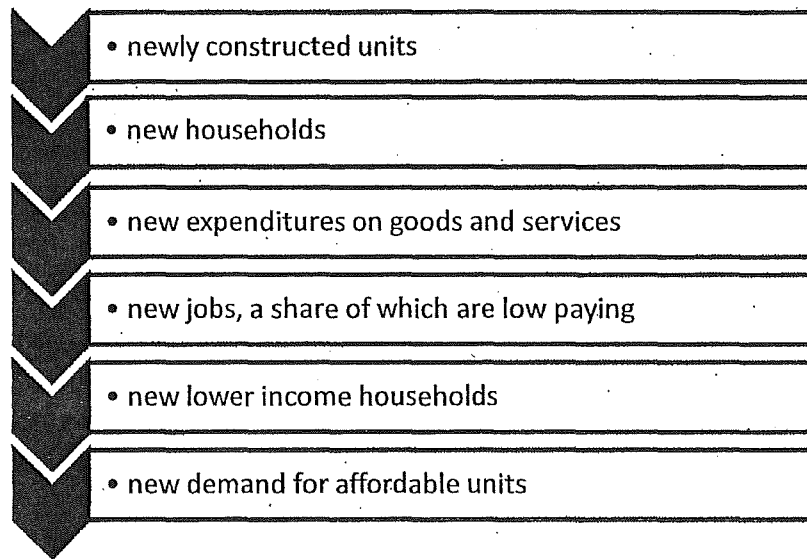 • newly constructed units
• new households
• new expenditures on goods and services
• new jobs, a share of which are low paying
• new lower income households
• new demand for affordable units